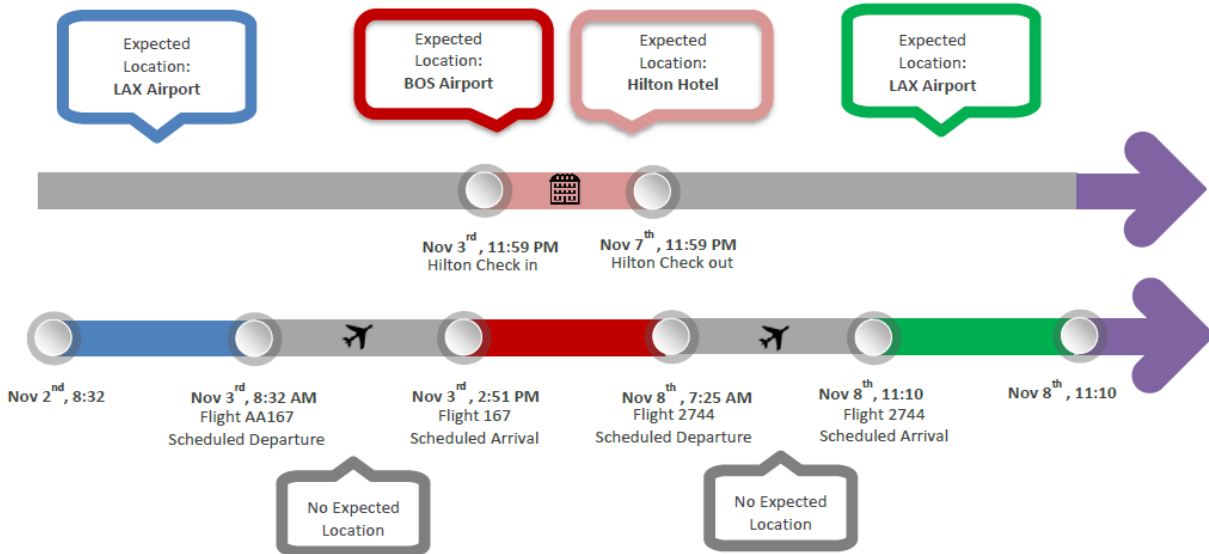 Expected
Location:
LAX Airport
Expected
Location:
BOS Airport
Expected
Location:
Hilton Hotel
Expected
Location:
LAX Airport
Nov 3rd, 11:59 PM
Hilton Check in
Nov 7th, 11:59 PM
Hilton Check out
Nov 2nd, 8:32
Nov 3rd, 8:32 AM
Flight AA167
Scheduled Departure
Nov 3rd, 2:51 PM
Flight 167
Scheduled Arrival
Nov 8th, 7:25 AM
Flight 2744
Scheduled Departure
Nov 8th, 11:10
Flight 2744
Scheduled Arrival
Nov 8th, 11:10
No Expected
Location
No Expected
Location